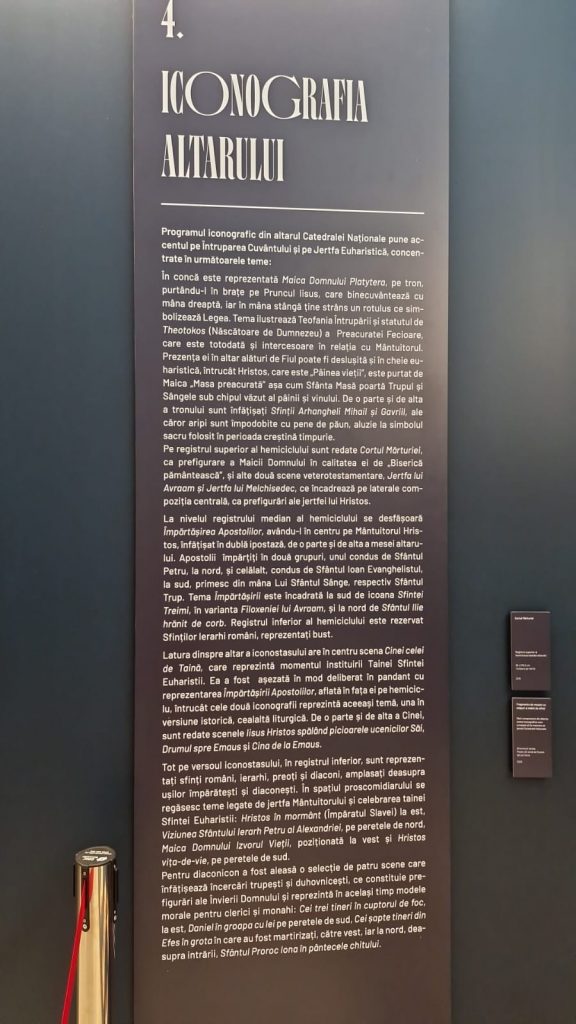 4.
ICONOGRAFIA
ALTARULUI
Programul iconografic din altarul Catedralei Naționale pune ac-
centul pe Întruparea Cuvântului și pe Jertfa Euharistică, concen-
trate în următoarele teme:
În concă este reprezentată Maica Domnului Platytera, pe tron,
purtându-l în brațe pe Pruncul Iisus, care binecuvântează cu
mâna dreaptă, iar în mâna stângă ține strâns un rotulus ce sim-
bolizează Legea. Tema ilustrează Teofania Întrupării și statutul de
Theotokos (Născătoare de Dumnezeu) a Preacuratei Fecioare,
care este totodată și intercesoare în relația cu Mântuitorul.
Prezența ei în altar alături de Fiul poate fi deslușită și în cheie eu-
haristică, întrucât Hristos, care este „Pâinea vieții”, este purtat de
Maica „Masa preacurată” așa cum Sfânta Masă poartă Trupul și
Sângele sub chipul văzut al pâinii și vinului. De o parte și de alta
a tronului sunt înfățișați Sfinții Arhangheli Mihail și Gavriil, ale
căror aripi sunt împodobite cu pene de păun, aluzie la simbolul
sacru folosit în perioada creștină timpurie.
Pe registrul superior al hemiciclului sunt redate Cortul Mărturiei,
ca prefigurare a Maicii Domnului în calitatea ei de „Biserică
pământească”, și alte două scene veterotestamentare, Jertfa lui
Avraam și Jertfa lui Melchisedec, ce încadrează pe laterale com-
poziția centrală, ca prefigurări ale jertfei lui Hristos.
La nivelul registrului median al hemiciclului se desfășoară
Împărtășirea Apostolilor, avându-l în centru pe Mântuitorul Hris-
tos, înfățișat în dublă ipostază, de o parte și de alta a mesei altaru-
lui. Apostolii împărțiți în două grupuri, unul condus de Sfântul
Petru, la nord, și celălalt, condus de Sfântul Ioan Evanghelistul,
la sud, primesc din mâna Lui Sfântul Sânge, respectiv Sfântul
Trup. Tema Împărtășirii este încadrată la sud de icoana Sfintei
Treimi, în varianta Filoxeniei lui Avraam, și la nord de Sfântul Ilie
hrănit de corb. Registrul inferior al hemiciclului este rezervat
Sfinților Ierarhi români, reprezentați bust.
Latura dinspre altar a iconostasului are în centru scena Cinei celei
de Taină, care reprezintă momentul instituirii Tainei Sfintei
Euharistii. Ea a fost așezată în mod deliberat în pandant cu
reprezentarea Împărtășirii Apostolilor, aflată în fața ei pe hemicic-
lu, întrucât cele două iconografii reprezintă aceeași temă, una în
versiune istorică, cealaltă liturgică. De o parte și de alta a Cinei,
sunt redate scenele Iisus Hristos spălând picioarele ucenicilor Săi,
Drumul spre Emaus și Cina de la Emaus.
Tot pe versoul iconostasului, în registrul inferior, sunt reprezen-
tați sfinți români, ierarhi, preoți și diaconi, amplasați deasupra
ușilor împărătești și diaconești. În spațiul proscomidiarului se
regăsesc teme legate de jertfa Mântuitorului și celebrarea tainei
Sfintei Euharistii: Hristos în mormânt (Împăratul Slavei) la est,
Viziunea Sfântului Ierarh Petru al Alexandriei, pe peretele de nord,
Maica Domnului Izvorul Vieții, poziționată la vest și Hristos
vița-de-vie, pe peretele de sud.
Pentru diaconicon a fost aleasă o selecție de patru scene care
înfățișează încercări trupești și duhovnicești, ce constituie pre-
figurări ale Învierii Domnului și reprezintă în același timp modele
morale pentru clerici și monahi: Cei trei tineri în cuptorul de foc,
la est, Daniel în groapa cu lei pe peretele de sud, Cei șapte tineri din
Efes în grota în care au fost martirizați, către vest, iar la nord, dea-
supra intrării, Sfântul Proroc Iona în pântecele chitului.
Cortul Mărturiei